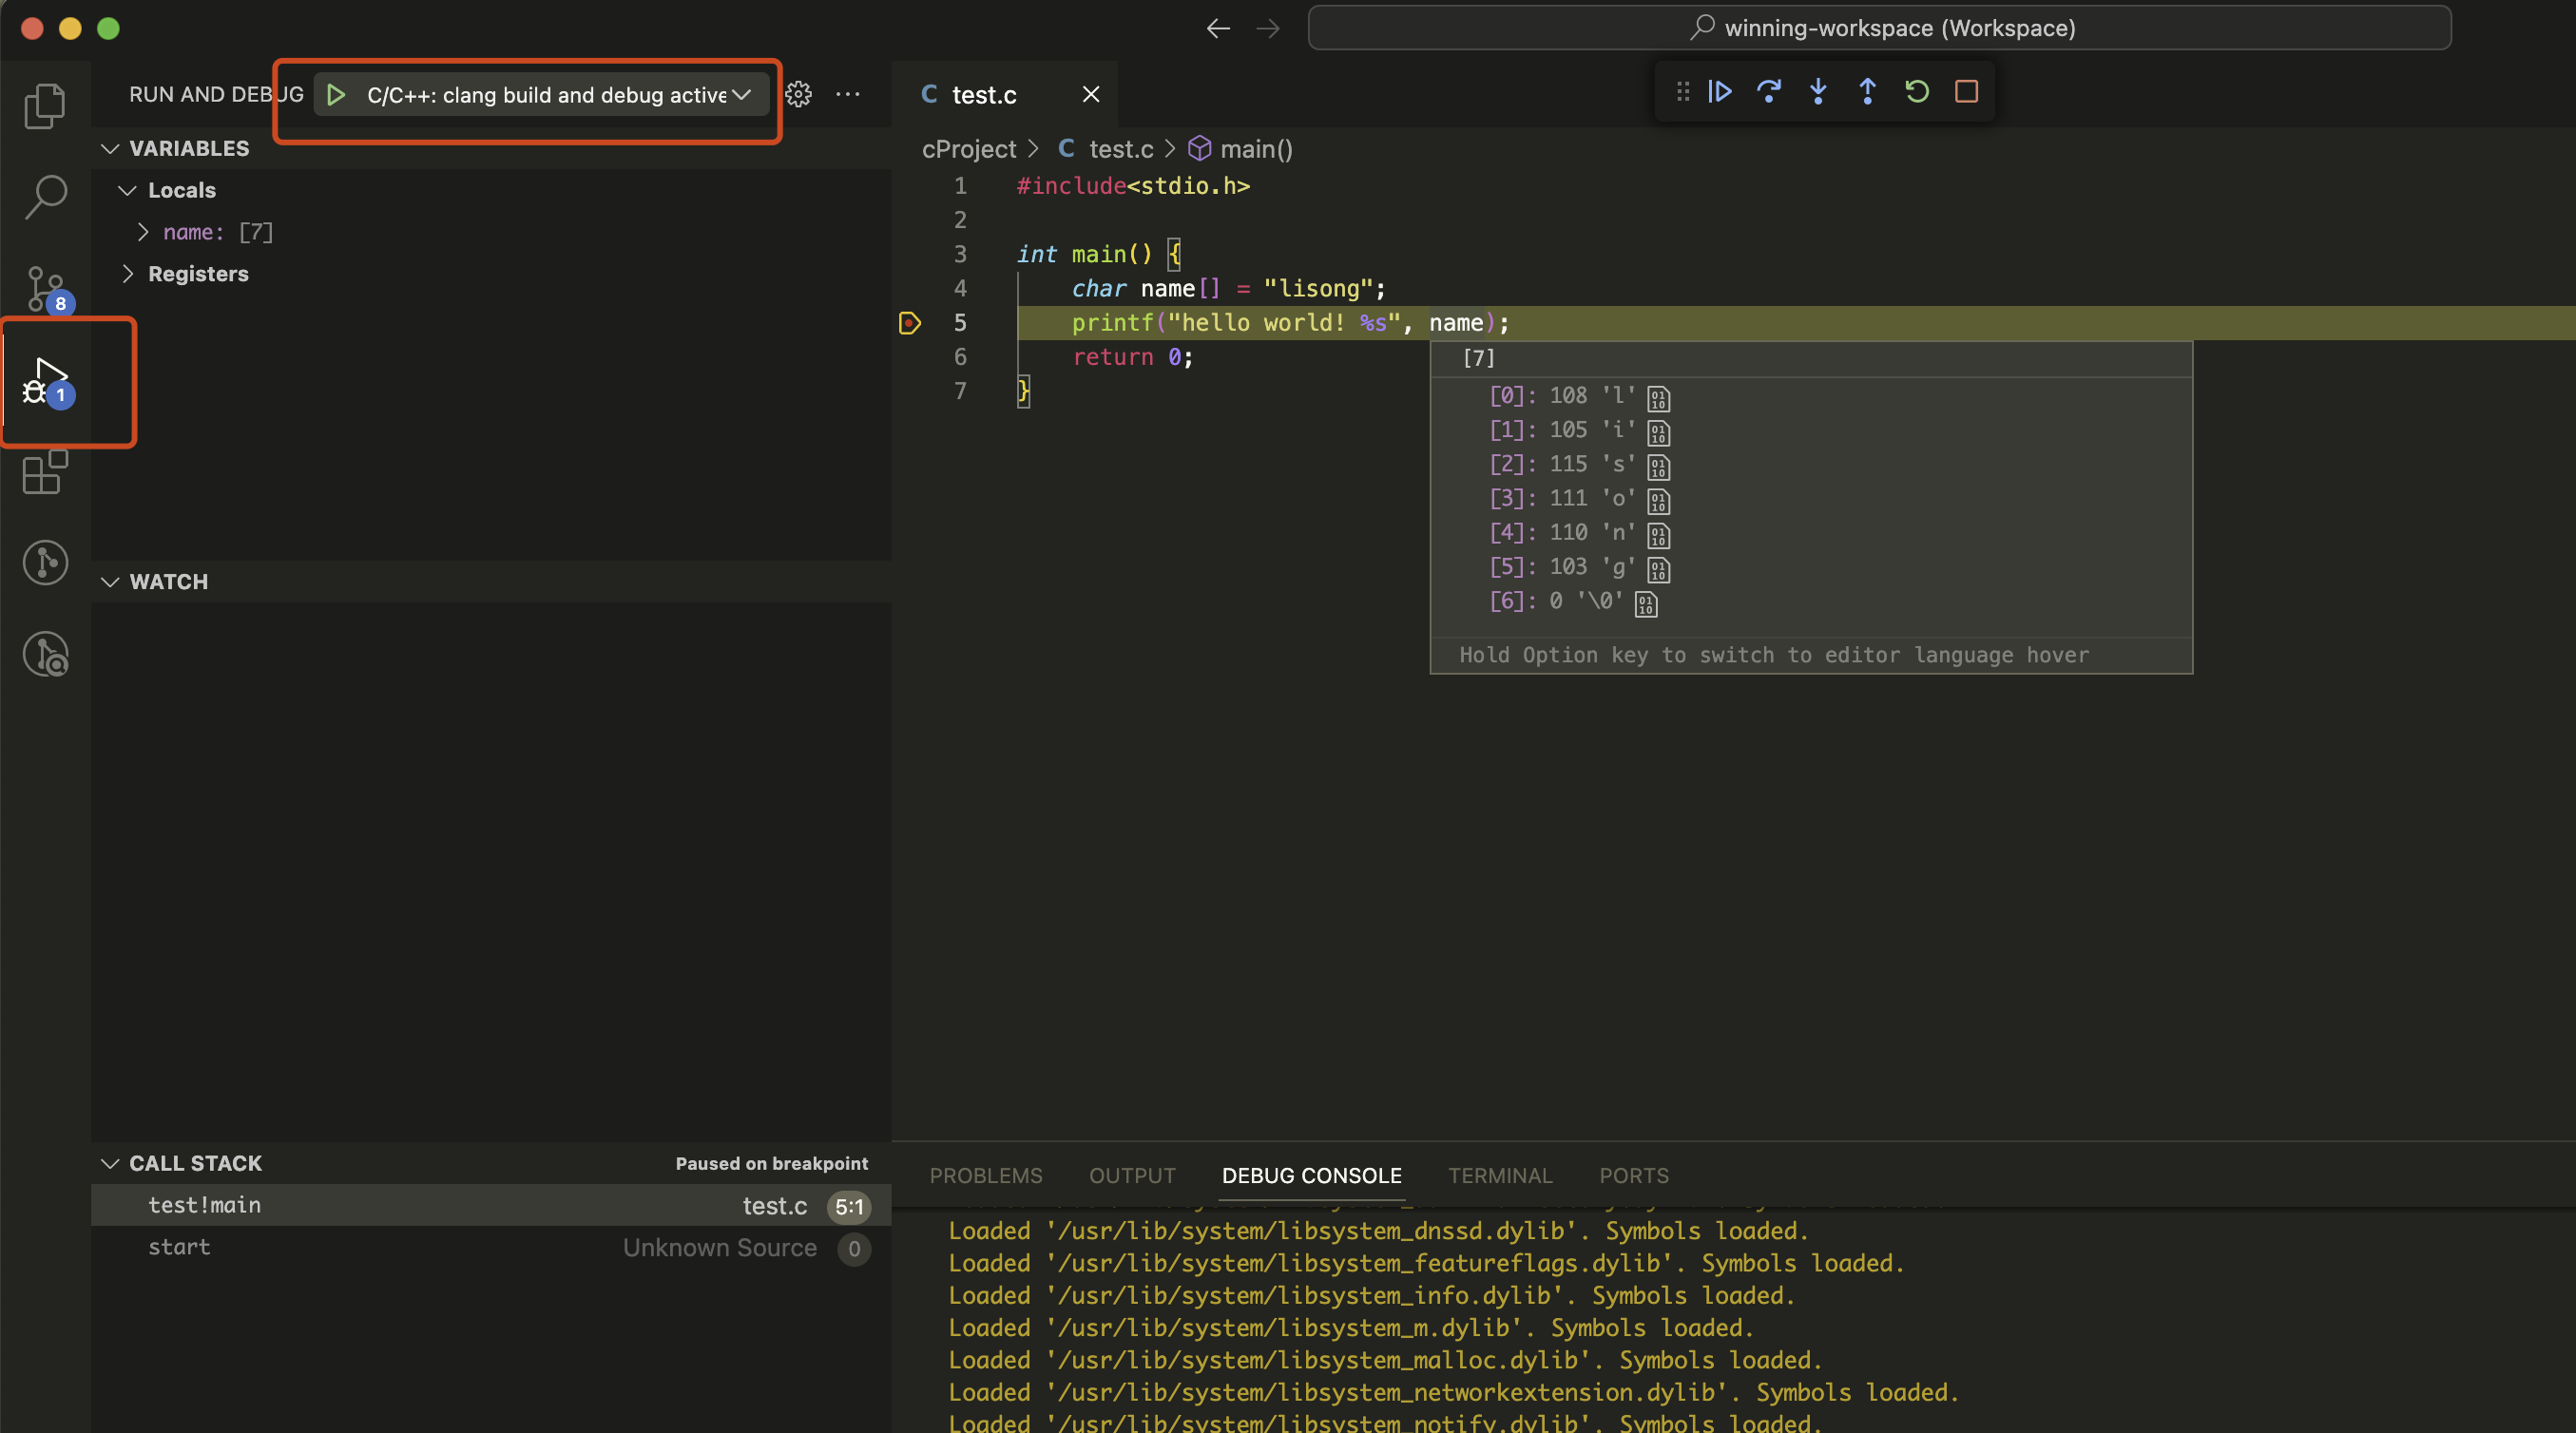 winning-workspace (Workspace)
RUN AND DEBUG
C/C++: clang build and debug active
VARIABLES
Locals
name: [7]
Registers
8
1
WATCH
CALL STACK
Paused on breakpoint
test!main test.c 5:1
start Unknown Source 0
C test.c
cProject > C test.c > main()
1 #include<stdio.h>
2
3 int main() {
4 char name[] = "lisong";
5 printf("hello world! %s", name);
6 return 0;
7 }
[7]
[0]: 108 'l'
[1]: 105 'i'
[2]: 115 's'
[3]: 111 'o'
[4]: 110 'n'
[5]: 103 'g'
[6]: 0 '\0'
Hold Option key to switch to editor language hover
PROBLEMS OUTPUT DEBUG CONSOLE TERMINAL PORTS
Loaded '/usr/lib/system/libsystem_dnssd.dylib'. Symbols loaded.
Loaded '/usr/lib/system/libsystem_featureflags.dylib'. Symbols loaded.
Loaded '/usr/lib/system/libsystem_info.dylib'. Symbols loaded.
Loaded '/usr/lib/system/libsystem_m.dylib'. Symbols loaded.
Loaded '/usr/lib/system/libsystem_malloc.dylib'. Symbols loaded.
Loaded '/usr/lib/system/libsystem_networkextension.dylib'. Symbols loaded.
Loaded '/usr/lib/system/libsystem_notify.dylib'. Symbols loaded.